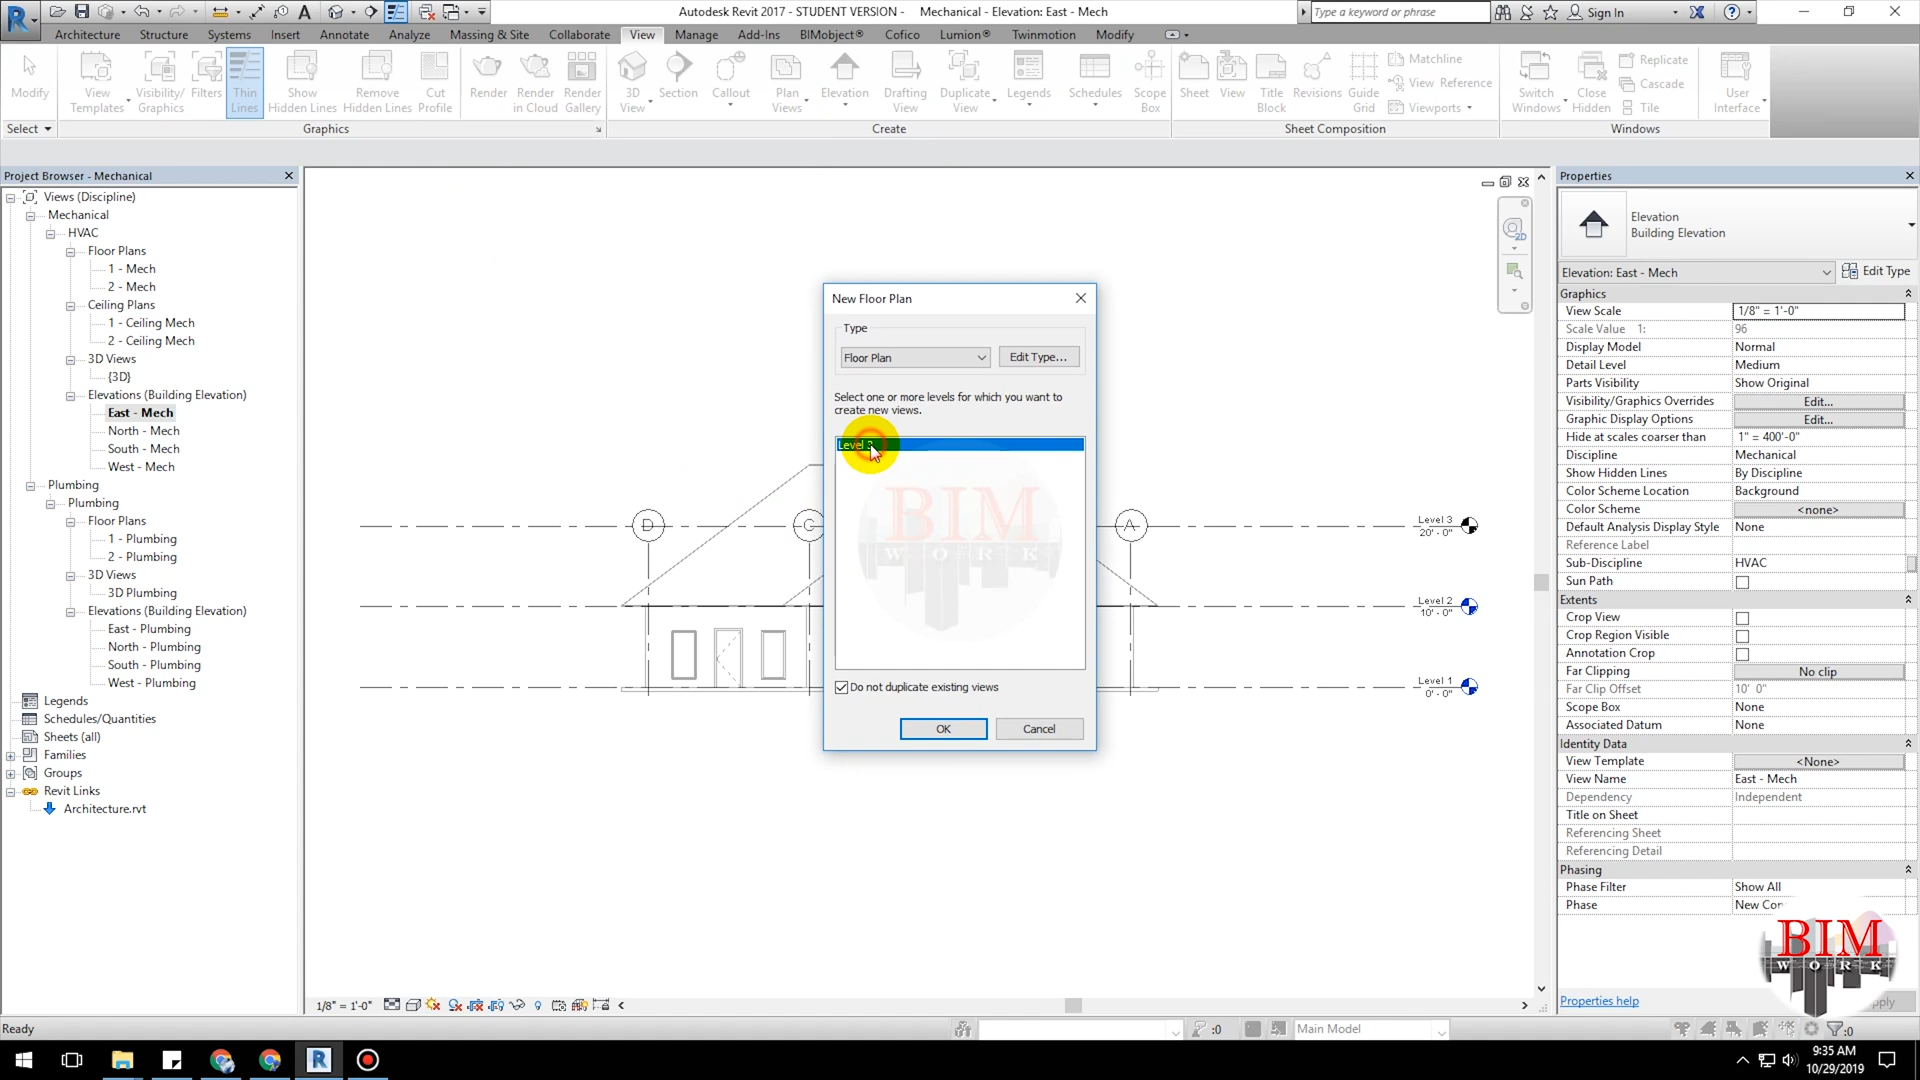 Autodesk Revit 2017 - STUDENT VERSION - Mechanical - Elevation: East - Mech
Type a keyword or phrase
Sign In
Architecture Structure Systems Insert Annotate Analyze Massing & Site Collaborate View Manage Add-Ins BIMobject® Cofico Lumion® Twinmotion Modify
Modify
View Templates
Visibility/ Graphics
Filters
Thin Lines
Show Hidden Lines
Remove Hidden Lines
Cut Profile
Render
Render in Cloud
Render Gallery
3D View
Section
Callout
Plan Views
Elevation
Drafting View
Duplicate View
Legends
Schedules
Scope Box
Sheet
View
Title Block
Revisions
Guide Grid
Matchline
View Reference
Viewports
Switch Windows
Close Hidden
Replicate
Cascade
Tile
User Interface
Select
Graphics
Create
Sheet Composition
Windows
Project Browser - Mechanical
Views (Discipline)
Mechanical
HVAC
Floor Plans
1 - Mech
2 - Mech
Ceiling Plans
1 - Ceiling Mech
2 - Ceiling Mech
3D Views
{3D}
Elevations (Building Elevation)
East - Mech
North - Mech
South - Mech
West - Mech
Plumbing
Plumbing
Floor Plans
1 - Plumbing
2 - Plumbing
3D Views
3D Plumbing
Elevations (Building Elevation)
East - Plumbing
North - Plumbing
South - Plumbing
West - Plumbing
Legends
Schedules/Quantities
Sheets (all)
Families
Groups
Revit Links
Architecture.rvt
2D
D
C
A
Level 3
20' - 0"
Level 2
10' - 0"
Level 1
0' - 0"
New Floor Plan
Type
Floor Plan
Edit Type...
Select one or more levels for which you want to
create new views.
Level
BIM
WORK
Do not duplicate existing views
OK
Cancel
Properties
Elevation
Building Elevation
Elevation: East - Mech
Edit Type
Graphics
View Scale 1/8" = 1'-0"
Scale Value 1: 96
Display Model Normal
Detail Level Medium
Parts Visibility Show Original
Visibility/Graphics Overrides Edit...
Graphic Display Options Edit...
Hide at scales coarser than 1" = 400'-0"
Discipline Mechanical
Show Hidden Lines By Discipline
Color Scheme Location Background
Color Scheme <none>
Default Analysis Display Style None
Reference Label
Sub-Discipline HVAC
Sun Path
Extents
Crop View
Crop Region Visible
Annotation Crop
Far Clipping No clip
Far Clip Offset 10' 0"
Scope Box None
Associated Datum None
Identity Data
View Template <None>
View Name East - Mech
Dependency Independent
Title on Sheet
Referencing Sheet
Referencing Detail
Phasing
Phase Filter Show All
Phase New
BIM
WORK
Properties help
1/8" = 1'-0"
Ready
:0
Main Model
:0
9:35 AM
10/29/2019